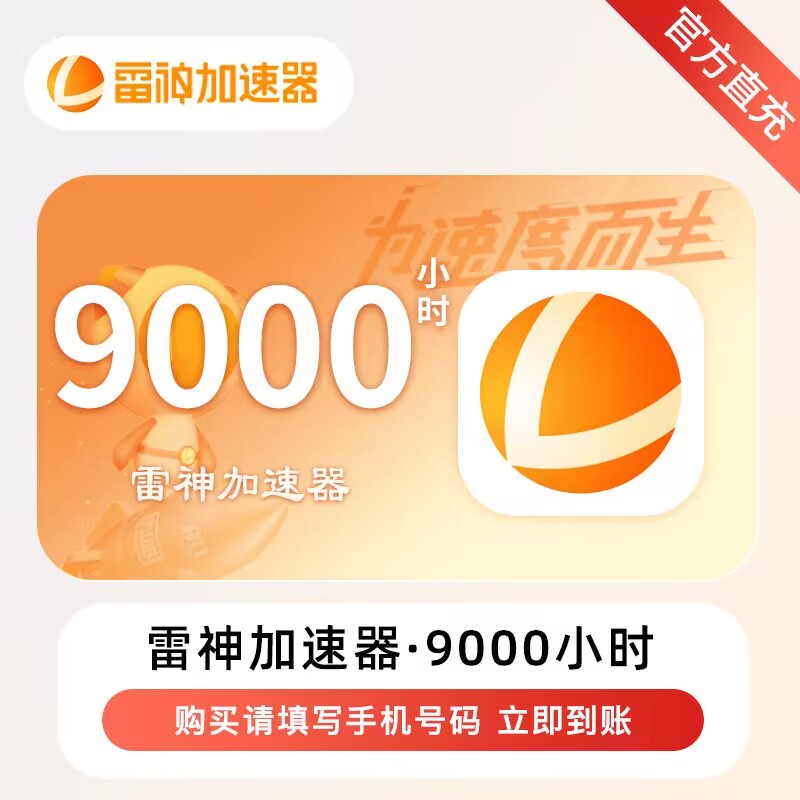 雷神加速器
官方直充
为速度而生
9000小时
雷神加速器
雷神加速器·9000小时
购买请填写手机号码 立即到账